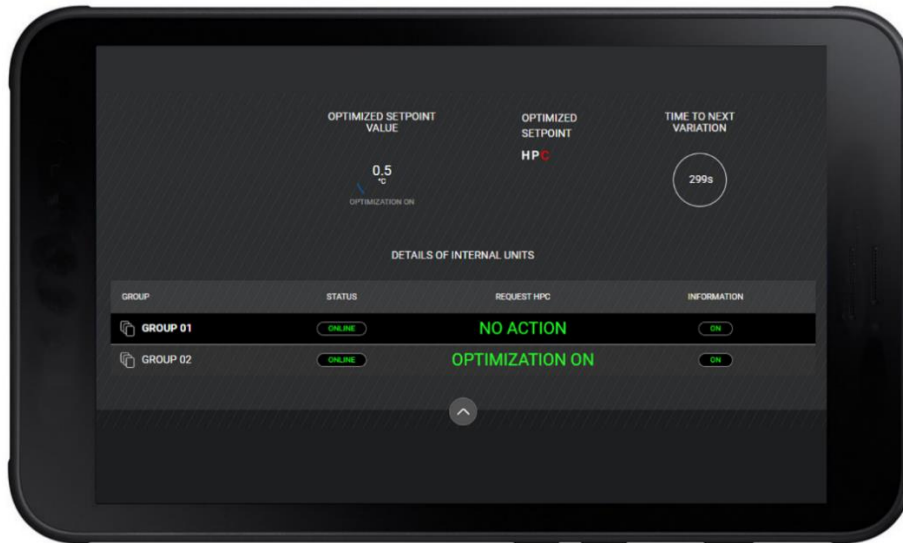 OPTIMIZED SETPOINT
VALUE
0.5
°C
OPTIMIZATION ON
OPTIMIZED
SETPOINT
HPC
TIME TO NEXT
VARIATION
299s
DETAILS OF INTERNAL UNITS
GROUP STATUS REQUEST HPC INFORMATION
GROUP 01 ONLINE NO ACTION ON
GROUP 02 ONLINE OPTIMIZATION ON ON